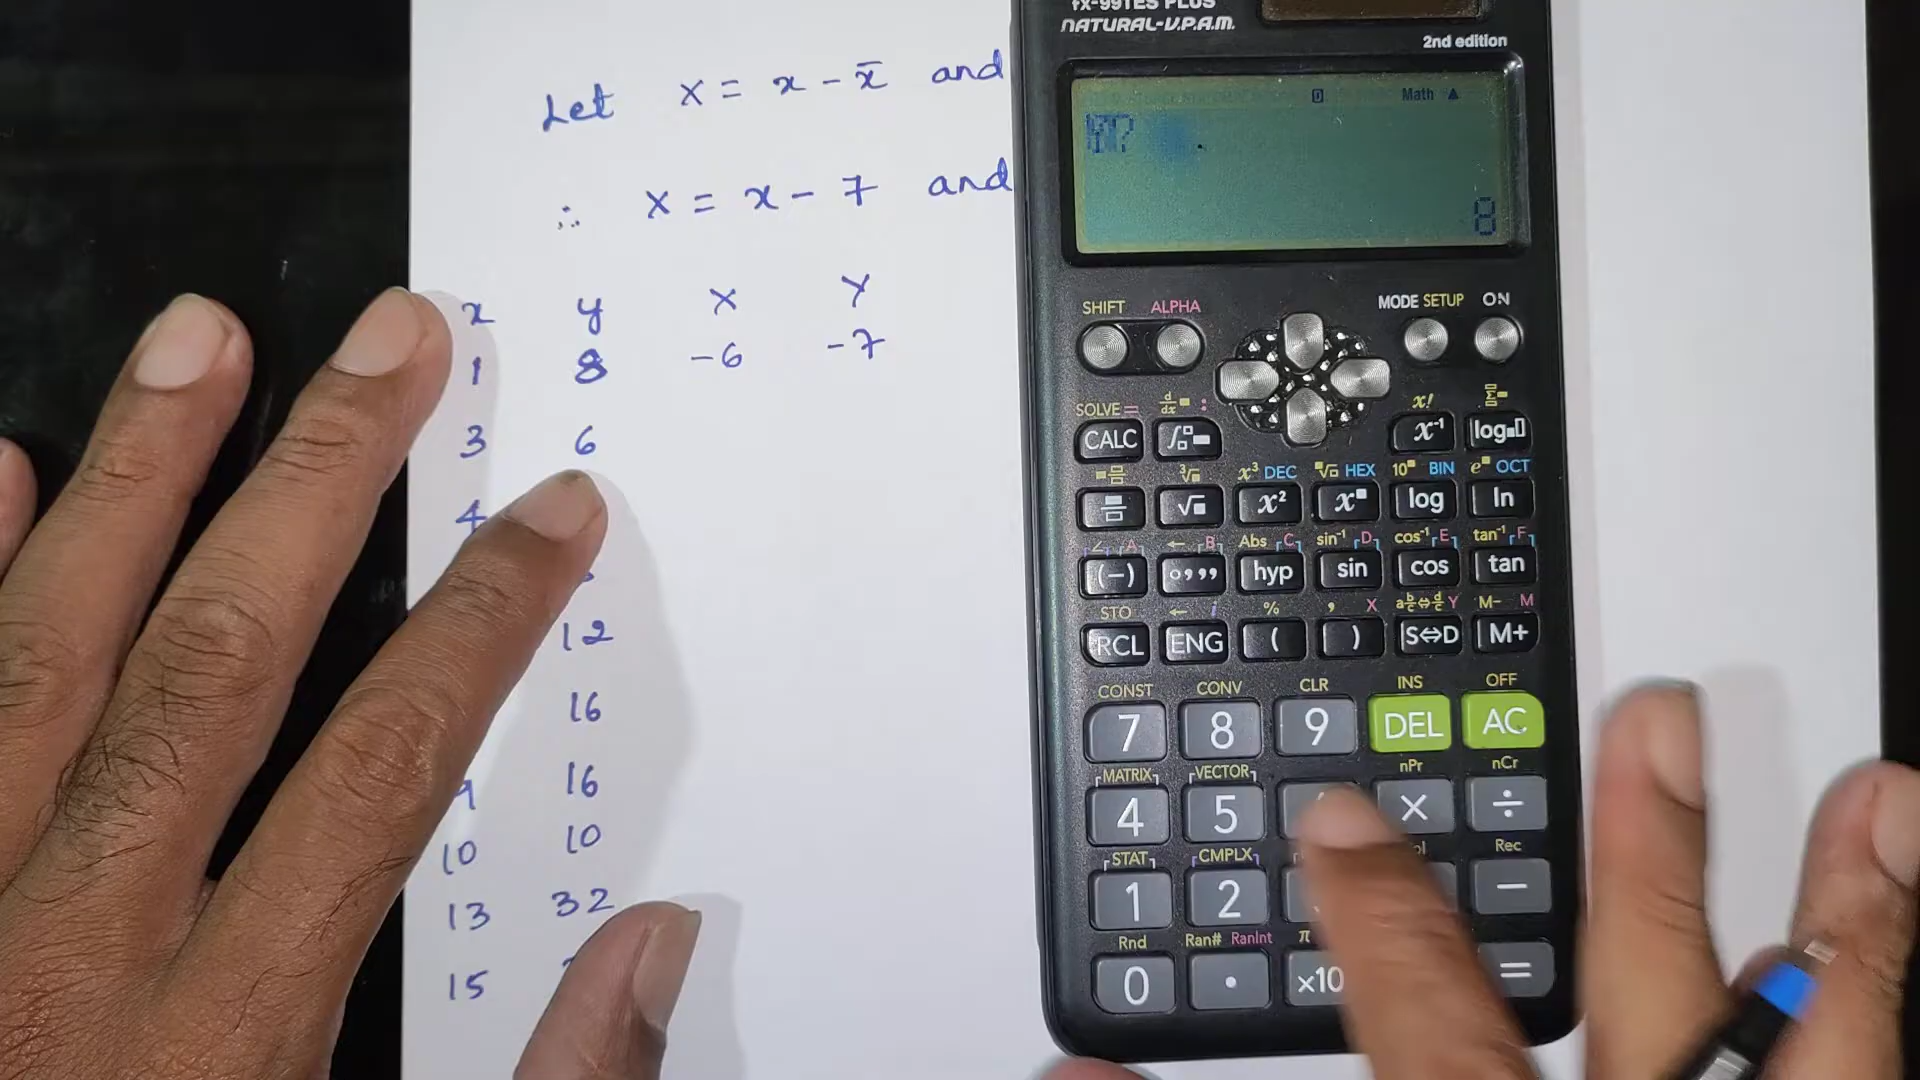 fx-991ES PLUS
NATURAL-V.P.A.M.
2nd edition
Let X = x - x̄ and
∴ X = x - 7 and
x y X Y
1 8 -6 -7
3 6
4
12
16
9 16
10 10
13 32
15
D Math ▲
8
SHIFT ALPHA MODE SETUP ON
SOLVE = d/dx :
x! Σ
CALC ∫ x⁻¹ log
∛ x³ DEC HEX 10 BIN e OCT
√ x² x log ln
∠ A ← B Abs C sin⁻¹ D cos⁻¹ E tan⁻¹ F
(−) °,,, hyp sin cos tan
STO ← i % , X a b/c⇔d/c Y M− M
RCL ENG ( ) S⇔D M+
CONST CONV CLR INS OFF
7 8 9 DEL AC
MATRIX VECTOR nPr nCr
4 5 × ÷
STAT CMPLX Rec
1 2 −
Rnd Ran# RanInt π
0 . ×10 =